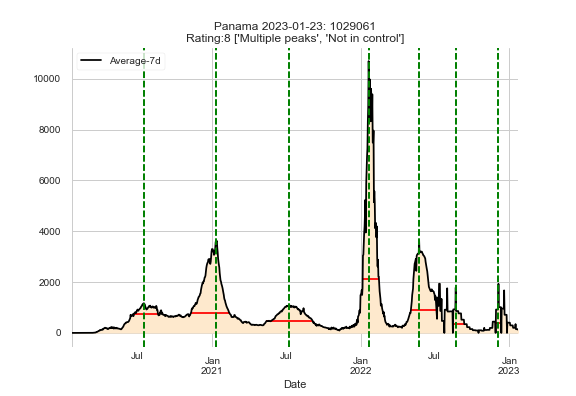 Panama 2023-01-23: 1029061
Rating:8 ['Multiple peaks', 'Not in control']
Average-7d
10000
8000
6000
4000
2000
0
Jul
Jan
2021
Jul
Jan
2022
Jul
Jan
2023
Date